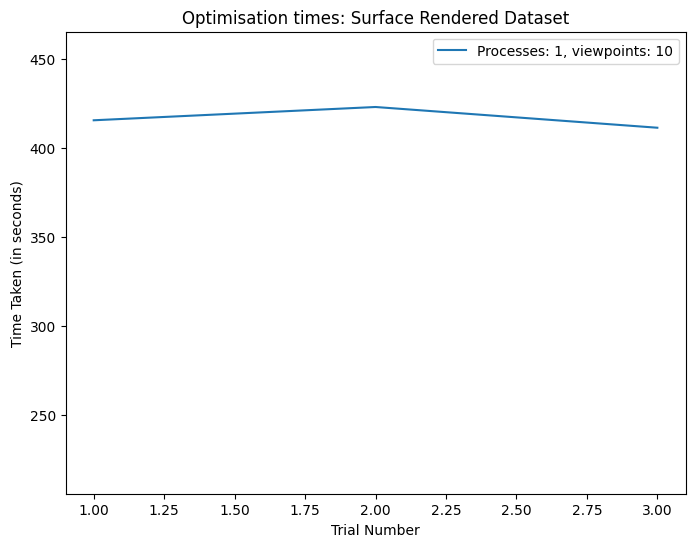 Optimisation times: Surface Rendered Dataset
Processes: 1, viewpoints: 10
Time Taken (in seconds)
450
400
350
300
250
1.00 1.25 1.50 1.75 2.00 2.25 2.50 2.75 3.00
Trial Number